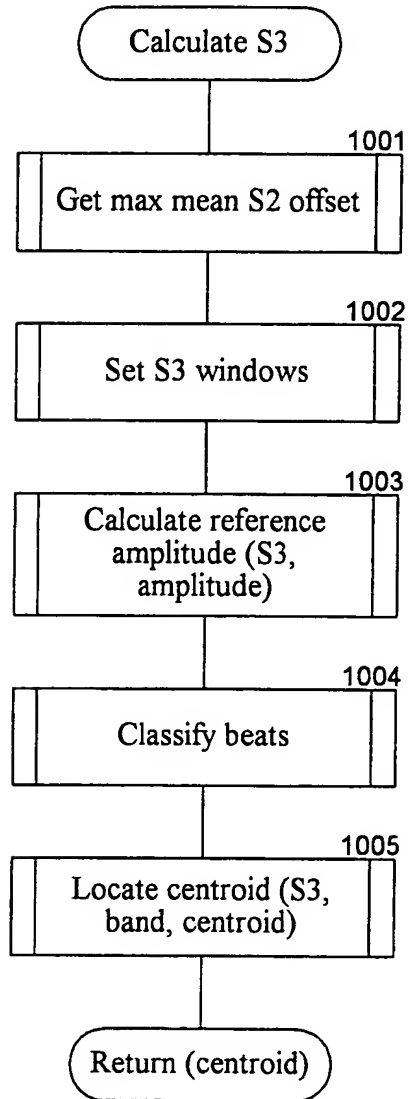 Calculate S3
1001
Get max mean S2 offset
1002
Set S3 windows
1003
Calculate reference
amplitude (S3,
amplitude)
1004
Classify beats
1005
Locate centroid (S3,
band, centroid)
Return (centroid)